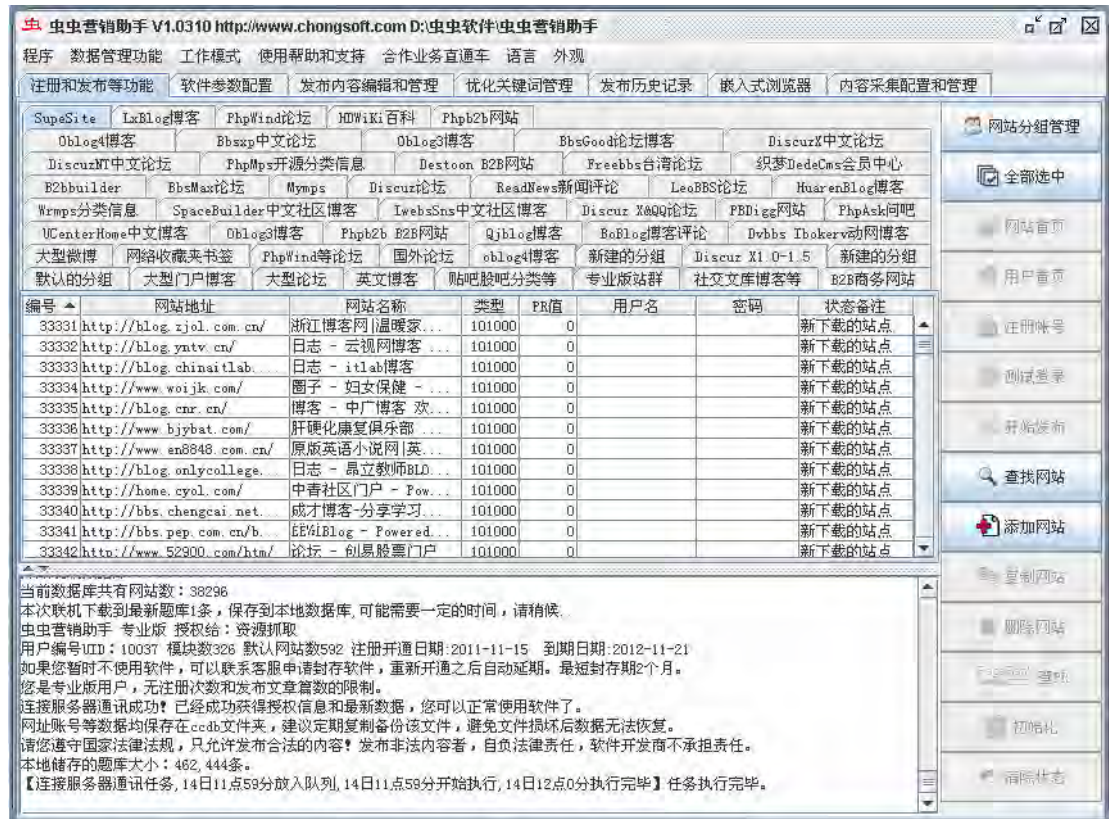 虫 虫虫营销助手 V1.0310 http://www.chongsoft.com D:\虫虫软件\虫虫营销助手
程序 数据管理功能 工作模式 使用帮助和支持 合作业务直通车 语言 外观
注册和发布等功能 软件参数配置 发布内容编辑和管理 优化关键词管理 发布历史记录 嵌入式浏览器 内容采集配置和管理
SupeSite LxBlog博客 PhpWind论坛 HDWiKi百科 Phpb2b网站
Oblog4博客 Bbsxp中文论坛 Oblog3博客 BbsGood论坛博客 DiscuzX中文论坛
DiscuzNT中文论坛 PhpMps开源分类信息 Destoon B2B网站 Freebbs台湾论坛 织梦DedeCms会员中心
B2bbuilder BbsMax论坛 Mymps Discuz论坛 ReadNews新闻评论 LeoBBS论坛 HuarenBlog博客
Wrmps分类信息 SpaceBuilder中文社区博客 IwebsSns中文社区博客 Discuz X&QQ论坛 PBDigg网站 PhpAsk问吧
UCenterHome中文博客 Oblog3博客 Phpb2b B2B网站 Qjblog博客 BoBlog博客评论 Dvbbs Ibokerv动网博客
大型微博 网络收藏夹书签 PhpWind等论坛 国外论坛 oblog4博客 新建的分组 Discuz X1.0-1.5 新建的分组
默认的分组 大型门户博客 大型论坛 英文博客 贴吧股吧分类等 专业版站群 社交文库博客等 B2B商务网站
编号 网站地址 网站名称 类型 PR值 用户名 密码 状态备注
33331 http://blog.zjol.com.cn/ 浙江博客网|温暖家... 101000 0 新下载的站点
33332 http://blog.yntv.cn/ 日志 - 云视网博客 ... 101000 0 新下载的站点
33333 http://blog.chinaitlab.... 日志 - itlab博客 101000 0 新下载的站点
33334 http://www.woijk.com/ 圈子 - 妇女保健 - ... 101000 0 新下载的站点
33335 http://blog.cnr.cn/ 博客 - 中广博客 欢... 101000 0 新下载的站点
33336 http://www.bjybat.com/ 肝硬化康复俱乐部 ... 101000 0 新下载的站点
33337 http://www.en8848.com.cn/ 原版英语小说网|英... 101000 0 新下载的站点
33338 http://blog.onlycollege.... 日志 - 昂立教师BLO... 101000 0 新下载的站点
33339 http://home.cyol.com/ 中青社区门户 - Pow... 101000 0 新下载的站点
33340 http://bbs.chengcai.net... 成才博客-分享学习... 101000 0 新下载的站点
33341 http://bbs.pep.com.cn/b... Blog - Powered... 101000 0 新下载的站点
33342 http://www.52900.com/htm/ 论坛 - 创易股票门户 101000 0 新下载的站点
当前数据库共有网站数：38296
本次联机下载到最新题库1条，保存到本地数据库,可能需要一定的时间，请稍候.
虫虫营销助手 专业版 授权给：资源抓取
用户编号UID：10037 模块数326 默认网站数592 注册开通日期:2011-11-15 到期日期:2012-11-21
如果您暂时不使用软件，可以联系客服申请封存软件，重新开通之后自动延期。最短封存期2个月。
您是专业版用户，无注册次数和发布文章篇数的限制。
连接服务器通讯成功！已经成功获得授权信息和最新数据，您可以正常使用软件了。
网址账号等数据均保存在ccdb文件夹，建议定期复制备份该文件，避免文件损坏后数据无法恢复。
请您遵守国家法律法规，只允许发布合法的内容！发布非法内容者，自负法律责任，软件开发商不承担责任。
本地储存的题库大小：462,444条。
【连接服务器通讯任务,14日11点59分放入队列,14日11点59分开始执行,14日12点0分执行完毕】任务执行完毕。
网站分组管理
全部选中
网站首页
用户首页
注册帐号
测试登录
开始发布
查找网站
添加网站
复制网站
删除网站
初始化
清除状态